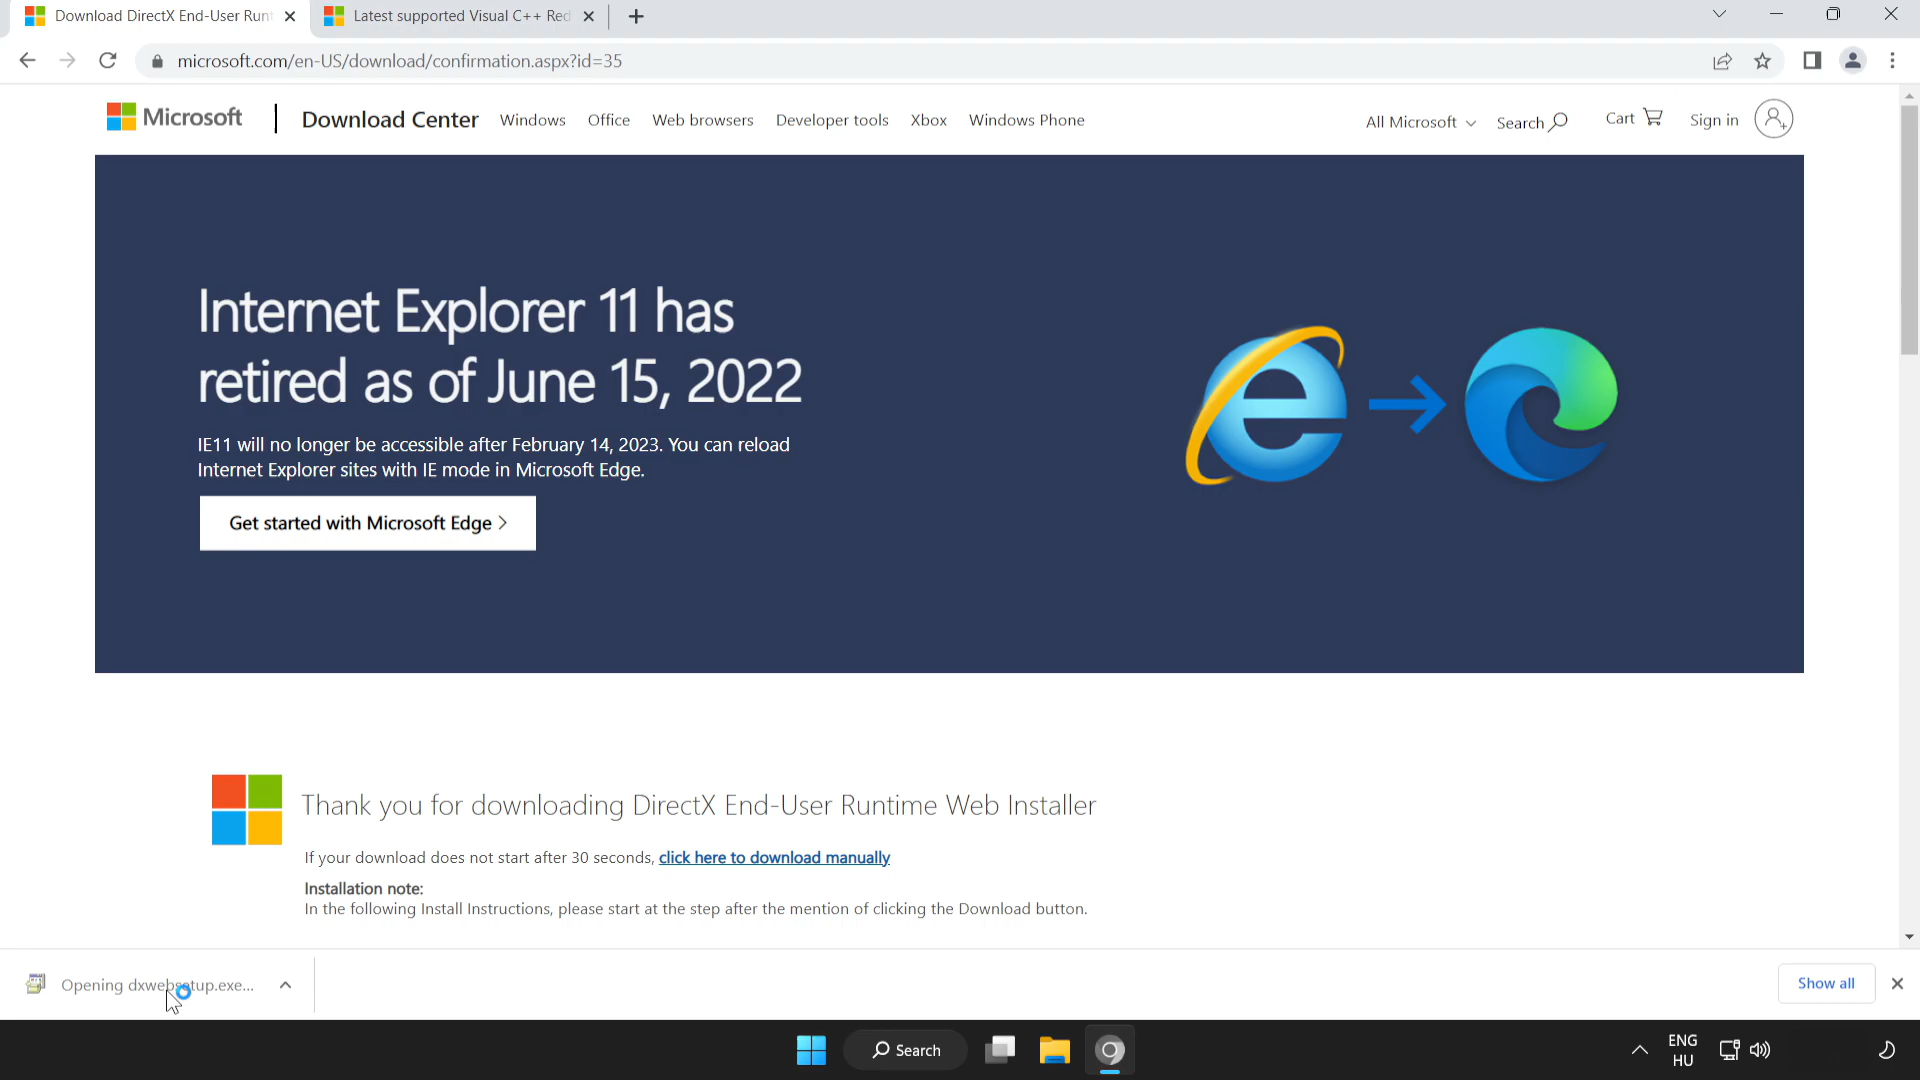 Download DirectX End-User Runt
Latest supported Visual C++ Red
microsoft.com/en-US/download/confirmation.aspx?id=35
Microsoft
Download Center
Windows
Office
Web browsers
Developer tools
Xbox
Windows Phone
All Microsoft
Search
Cart
Sign in
Internet Explorer 11 has
retired as of June 15, 2022
IE11 will no longer be accessible after February 14, 2023. You can reload
Internet Explorer sites with IE mode in Microsoft Edge.
Get started with Microsoft Edge >
Thank you for downloading DirectX End-User Runtime Web Installer
If your download does not start after 30 seconds, click here to download manually
Installation note:
In the following Install Instructions, please start at the step after the mention of clicking the Download button.
Opening dxwebsetup.exe...
Show all
Search
ENG
HU